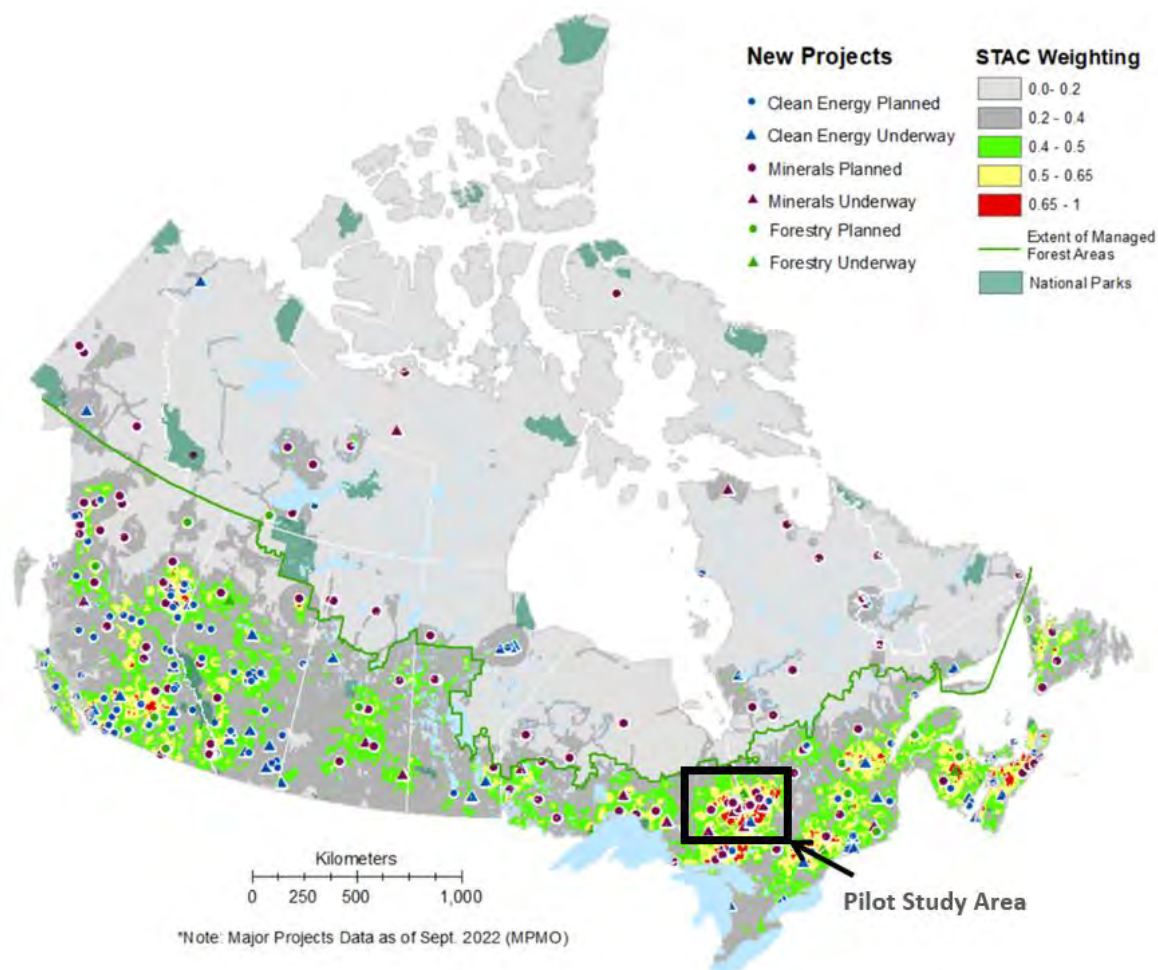 New Projects
Clean Energy Planned
Clean Energy Underway
Minerals Planned
Minerals Underway
Forestry Planned
Forestry Underway
STAC Weighting
0.0- 0.2
0.2 - 0.4
0.4 - 0.5
0.5 - 0.65
0.65 - 1
Extent of Managed
Forest Areas
National Parks
Kilometers
0 250 500 1,000
Pilot Study Area
*Note: Major Projects Data as of Sept. 2022 (MPMO)